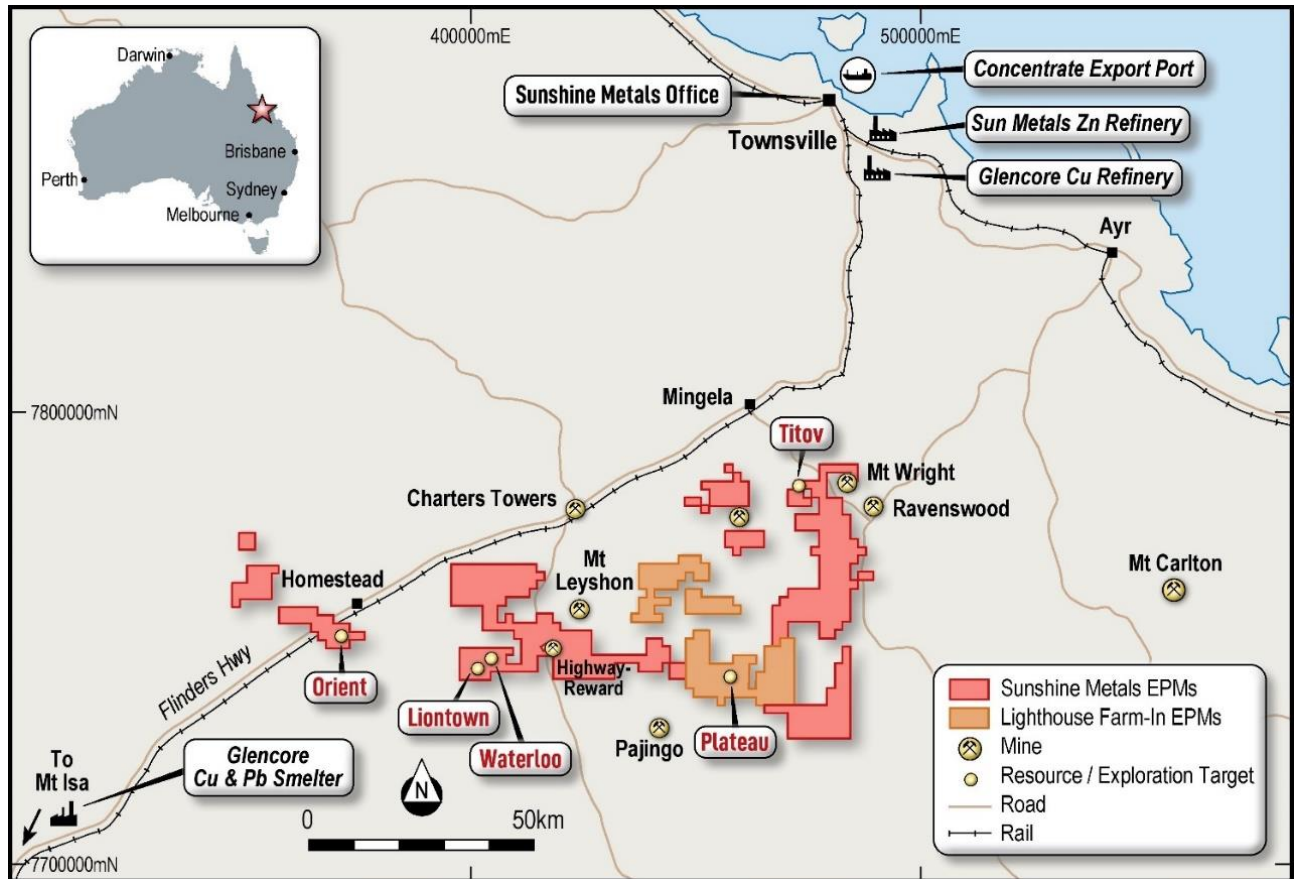 400000mE
500000mE
Darwin
Brisbane
Perth
Sydney
Melbourne
Concentrate Export Port
Sunshine Metals Office
Townsville
Sun Metals Zn Refinery
Glencore Cu Refinery
Ayr
7800000mN
Mingela
Titov
Mt Wright
Ravenswood
Charters Towers
Mt
Leyshon
Homestead
Mt Carlton
Orient
Highway-
Reward
Liontown
Waterloo
Pajingo
Plateau
Flinders Hwy
To
Mt Isa
Glencore
Cu & Pb Smelter
N
0
50km
7700000mN
Sunshine Metals EPMs
Lighthouse Farm-In EPMs
Mine
Resource / Exploration Target
Road
Rail